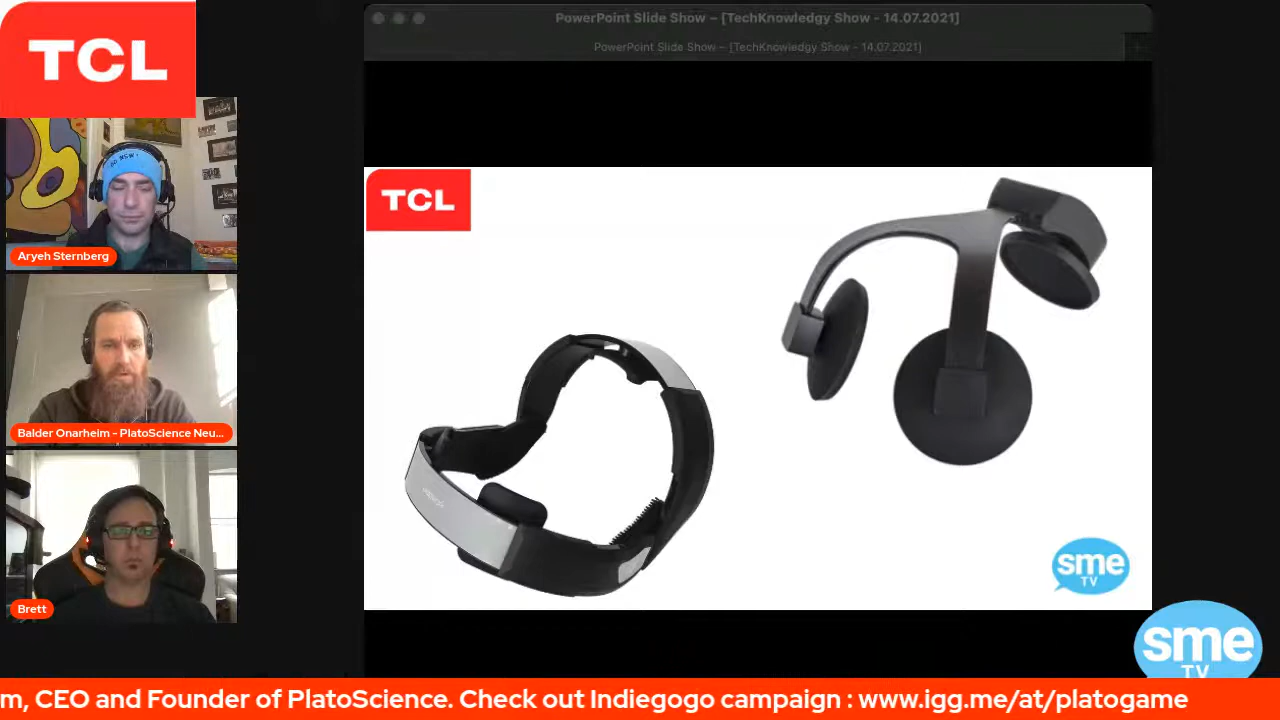 PowerPoint Slide Show – [TechKnowledgy Show - 14.07.2021]
PowerPoint Slide Show – [TechKnowledgy Show - 14.07.2021]
TCL
TCL
GO NSW!
Aryeh Sternberg
Balder Onarheim - PlatoScience Neu...
Brett
sme
TV
sme
TV
m, CEO and Founder of PlatoScience. Check out Indiegogo campaign : www.igg.me/at/platogame